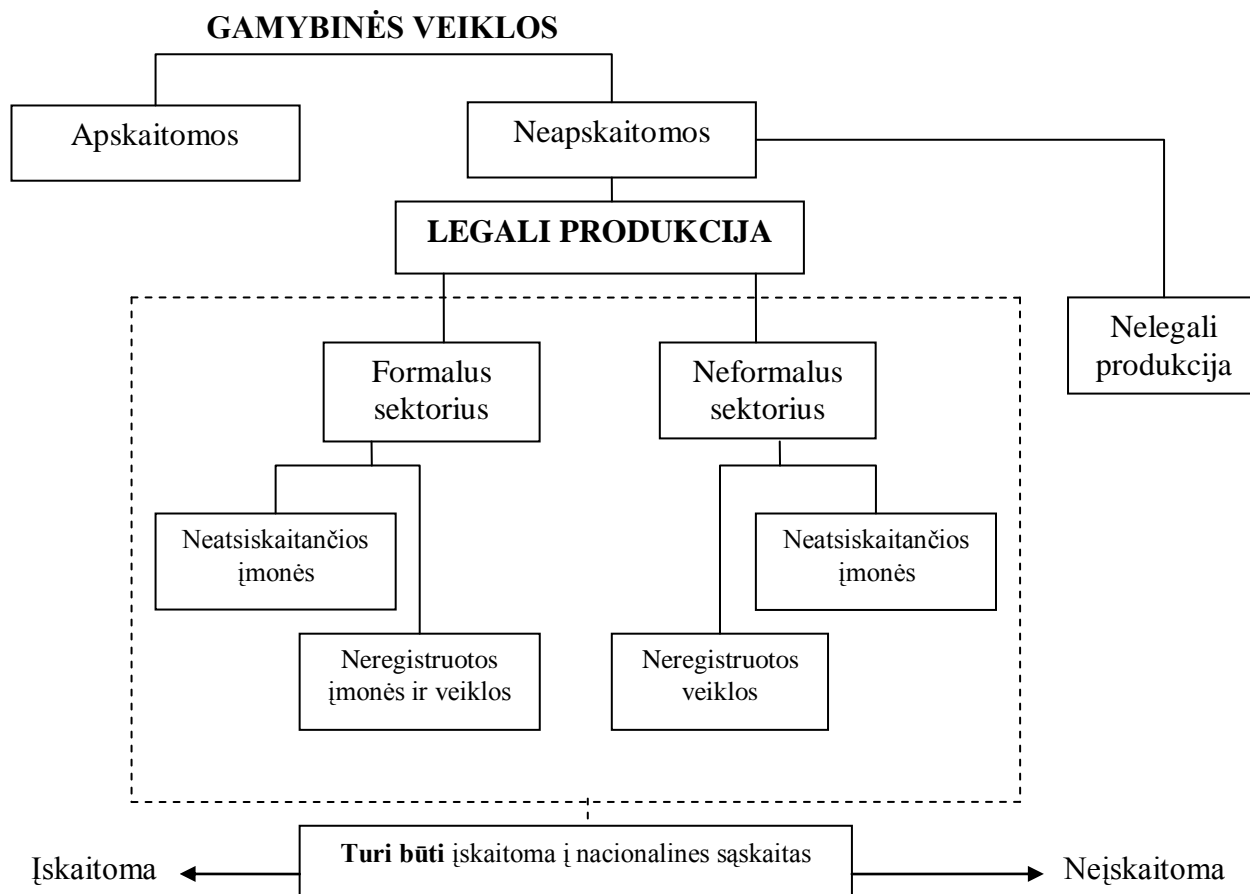 GAMYBINĖS VEIKLOS
Apskaitomos
Neapskaitomos
LEGALI PRODUKCIJA
Nelegali
produkcija
Formalus
sektorius
Neformalus
sektorius
Neatsiskaitančios
įmonės
Neatsiskaitančios
įmonės
Neregistruotos
įmonės ir veiklos
Neregistruotos
veiklos
Įskaitoma
Turi būti įskaitoma į nacionalines sąskaitas
Neįskaitoma